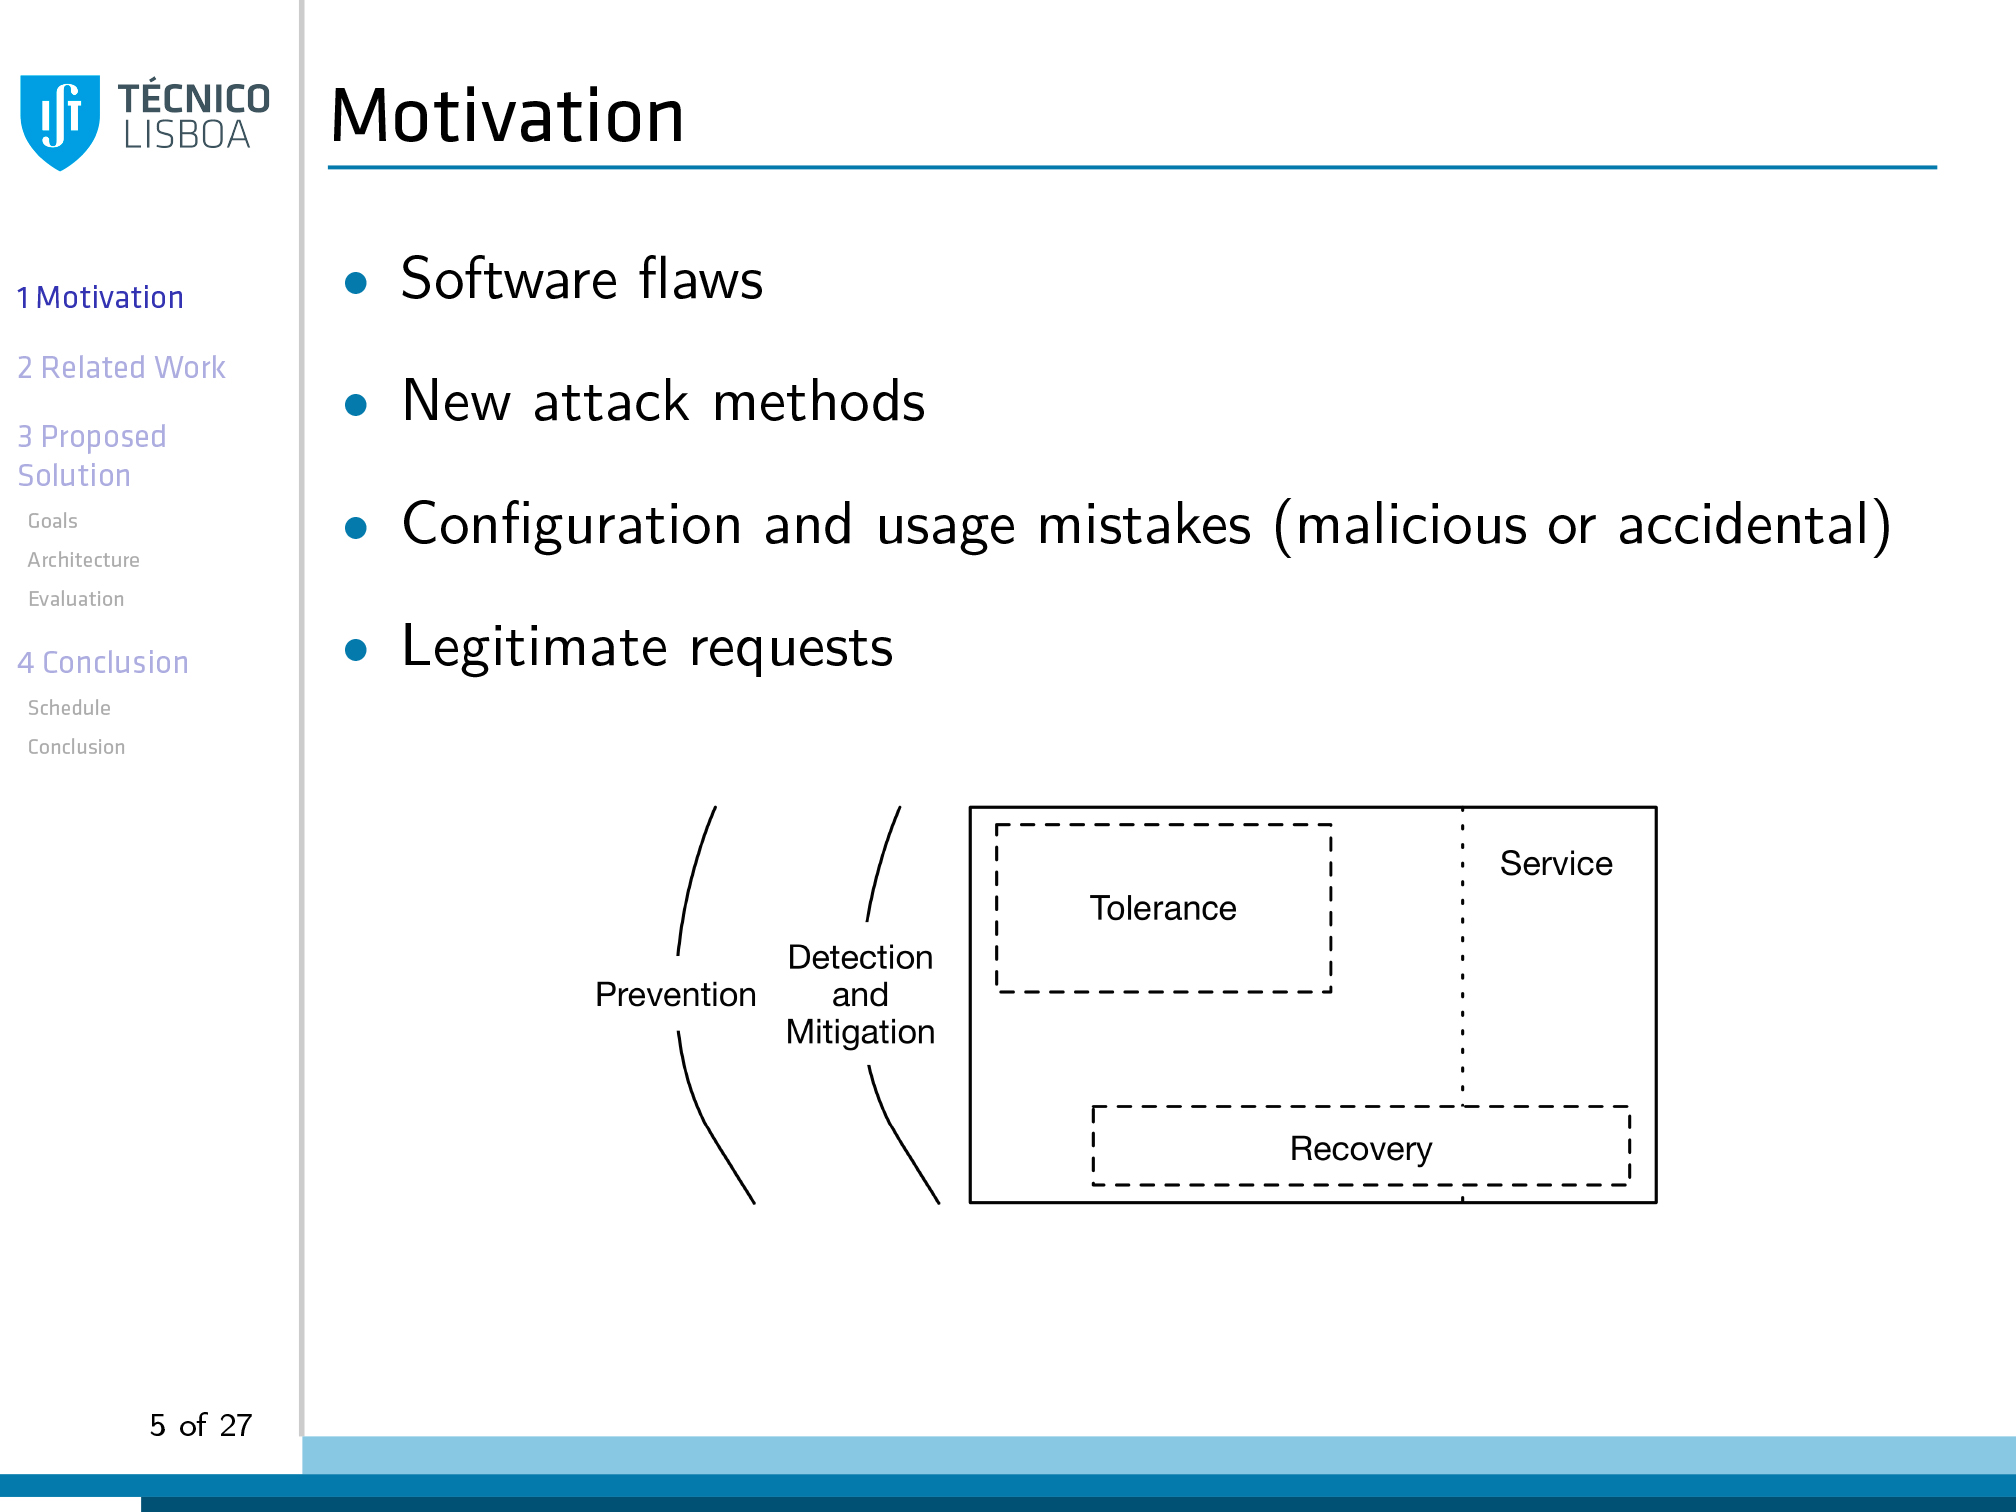 TÉCNICO
LISBOA
Motivation
1 Motivation
2 Related Work
3 Proposed
Solution
Goals
Architecture
Evaluation
4 Conclusion
Schedule
Conclusion
• Software flaws
• New attack methods
• Configuration and usage mistakes (malicious or accidental)
• Legitimate requests
Prevention
Detection
and
Mitigation
Tolerance
Service
Recovery
5 of 27